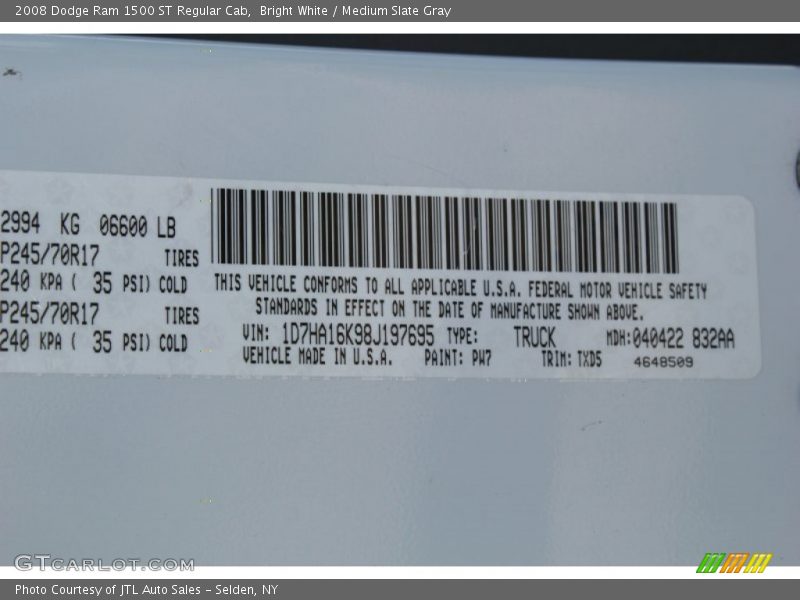 2008 Dodge Ram 1500 ST Regular Cab, Bright White / Medium Slate Gray
2994 KG 06600 LB
P245/70R17 TIRES
240 KPA ( 35 PSI) COLD
P245/70R17 TIRES
240 KPA ( 35 PSI) COLD
THIS VEHICLE CONFORMS TO ALL APPLICABLE U.S.A. FEDERAL MOTOR VEHICLE SAFETY
STANDARDS IN EFFECT ON THE DATE OF MANUFACTURE SHOWN ABOVE.
VIN: 1D7HA16K98J197695 TYPE: TRUCK MDH:040422 832AA
VEHICLE MADE IN U.S.A. PAINT: PW7 TRIM: TXD5 4648509
GTCARLOT.COM
Photo Courtesy of JTL Auto Sales - Selden, NY